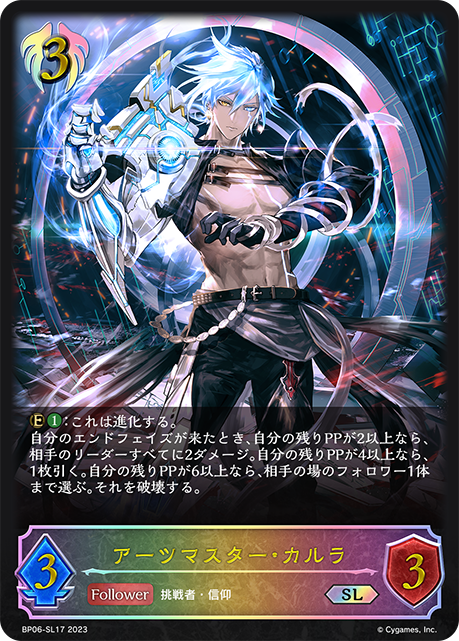 3
E 1：これは進化する。
自分のエンドフェイズが来たとき、自分の残りPPが2以上なら、
相手のリーダーすべてに2ダメージ。自分の残りPPが4以上なら、
1枚引く。自分の残りPPが6以上なら、相手の場のフォロワー1体
まで選ぶ。それを破壊する。
アーツマスター・カルラ
3
Follower 挑戦者・信仰
SL
3
BP06-SL17 2023
© Cygames, Inc.